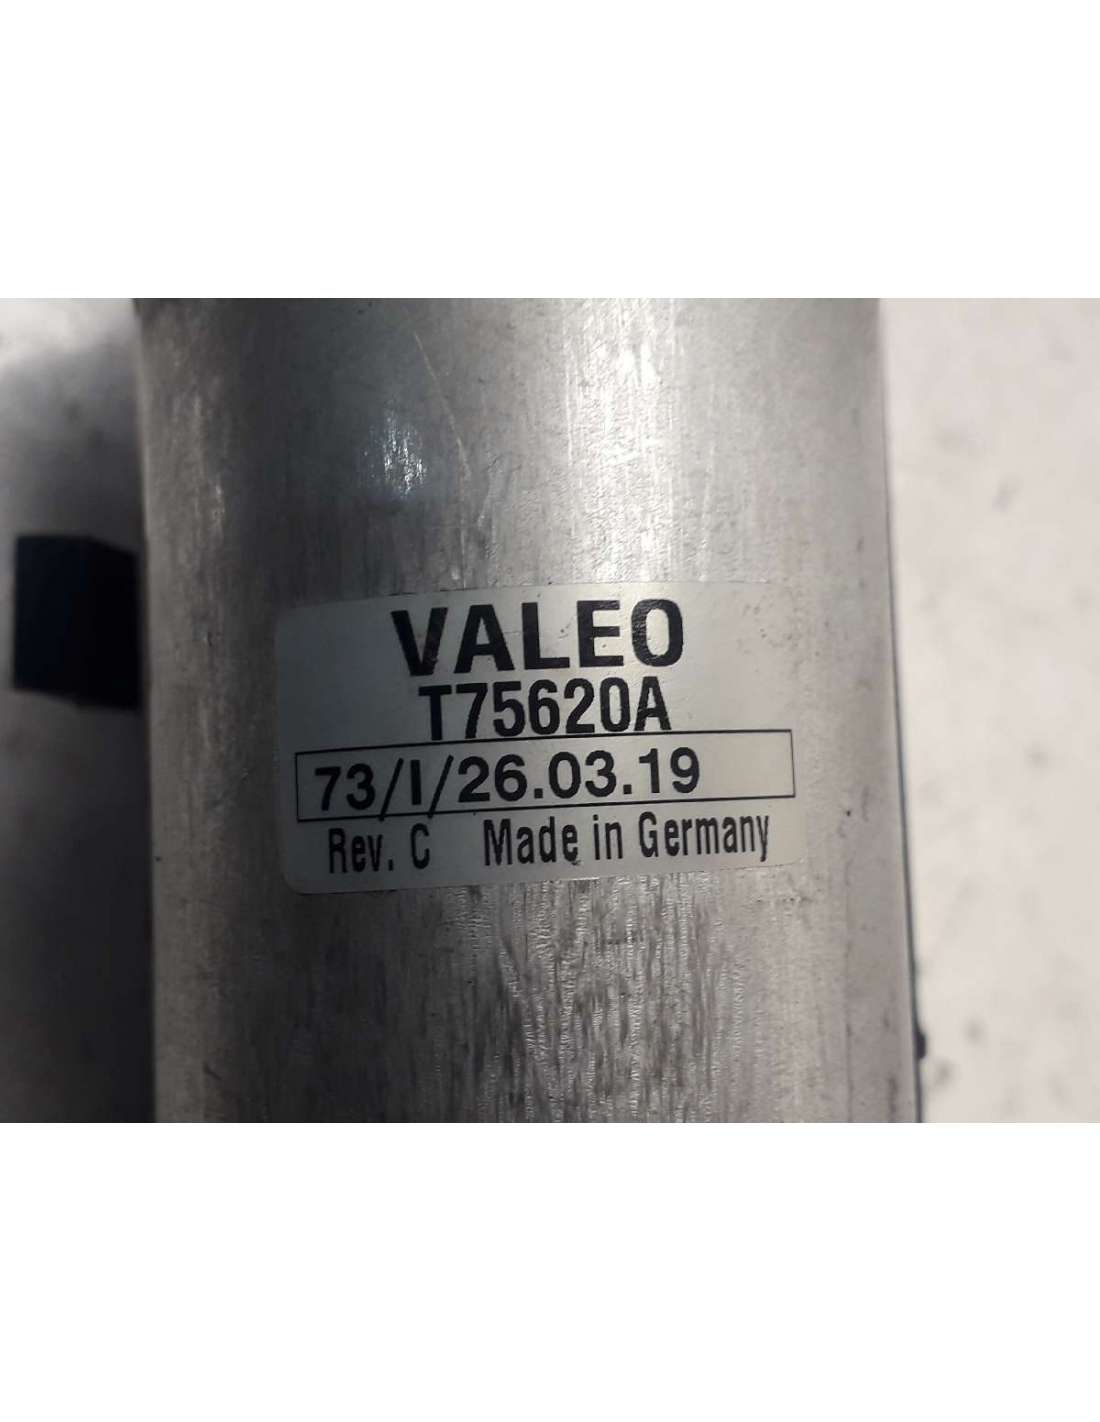 VALEO
T75620A
73/I/26.03.19
Rev. C Made in Germany